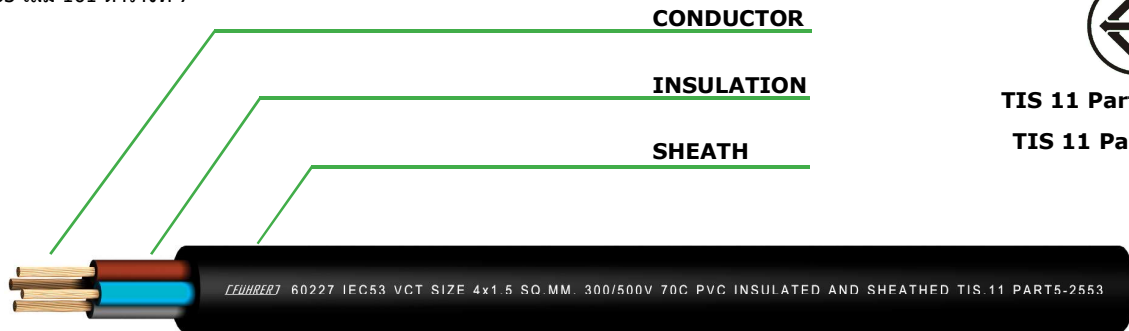 CONDUCTOR
INSULATION
TIS 11 Par
SHEATH
TIS 11 Pa
FUHRER 60227 IEC53 VCT SIZE 4x1.5 SQ.MM. 300/500V 70C PVC INSULATED AND SHEATHED TIS.11 PART5-2553